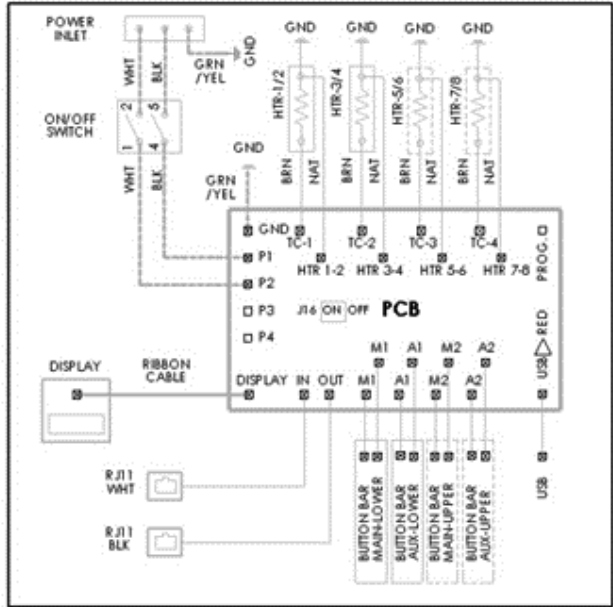 POWER
INLET
GRN
/YEL
GND
WHT
BLK
ON/OFF
SWITCH
2
5
1
4
WHT
BLK
GND
GRN
/YEL
GND
GND
GND
GND
HTR-1/2
HTR-3/4
HTR-5/6
HTR-7/8
BRN
NAT
BRN
NAT
BRN
NAT
BRN
NAT
GND
TC-1
TC-2
TC-3
TC-4
PROG.
P1
HTR 1-2
HTR 3-4
HTR 5-6
HTR 7-8
P2
P3
J16 ON OFF
PCB
P4
USB
RED
M1
A1
M2
A2
DISPLAY
RIBBON
CABLE
DISPLAY
IN
OUT
M1
A1
M2
A2
RJ11
WHT
RJ11
BLK
BUTTON BAR
MAIN-LOWER
BUTTON BAR
AUX-LOWER
BUTTON BAR
MAIN-UPPER
BUTTON BAR
AUX-UPPER
USB